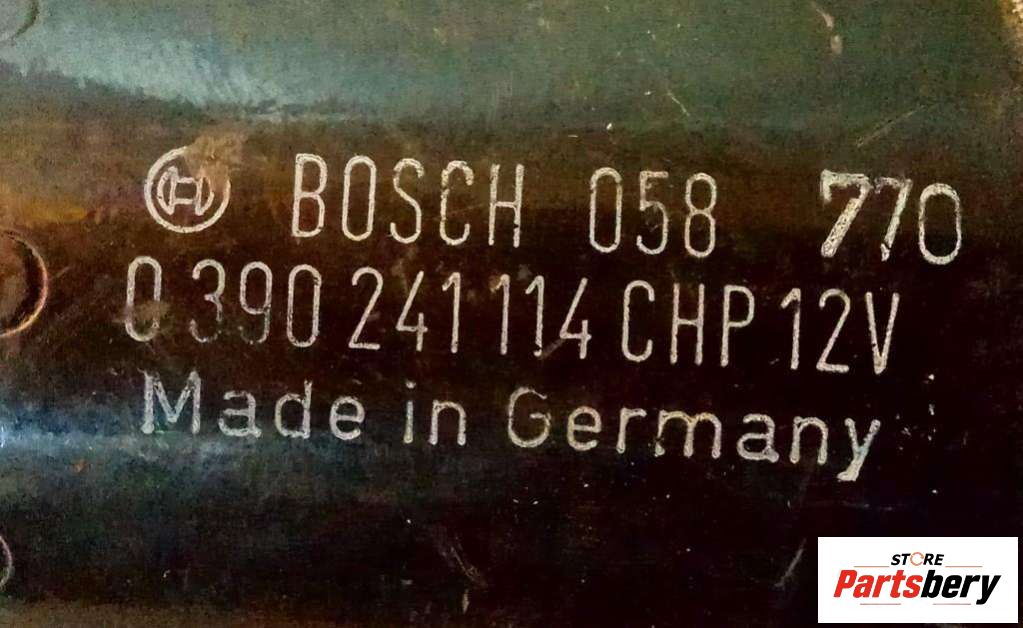 BOSCH 058 770
0 390 241 114 CHP 12V
Made in Germany
STORE
Partsbery